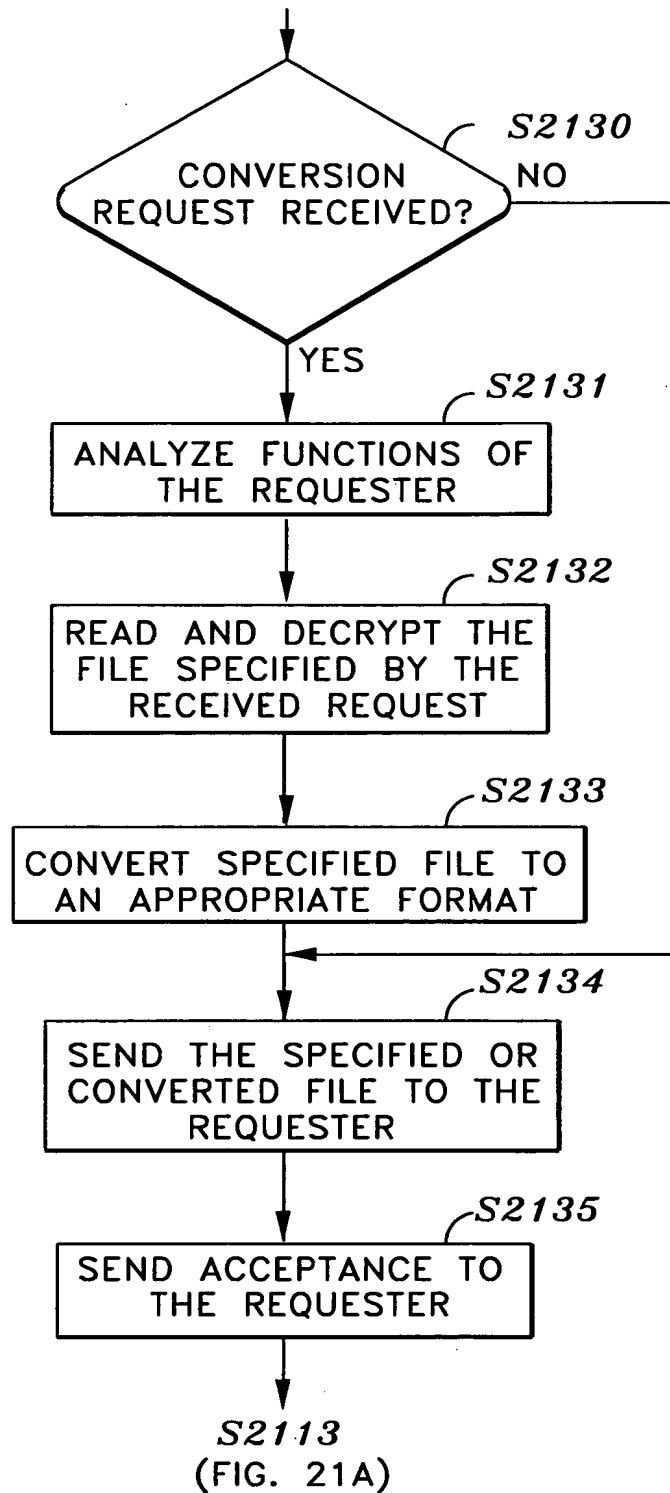 S2130
CONVERSION
REQUEST RECEIVED?
NO
YES
S2131
ANALYZE FUNCTIONS OF
THE REQUESTER
S2132
READ AND DECRYPT THE
FILE SPECIFIED BY THE
RECEIVED REQUEST
S2133
CONVERT SPECIFIED FILE TO
AN APPROPRIATE FORMAT
S2134
SEND THE SPECIFIED OR
CONVERTED FILE TO THE
REQUESTER
S2135
SEND ACCEPTANCE TO
THE REQUESTER
S2113
(FIG. 21A)